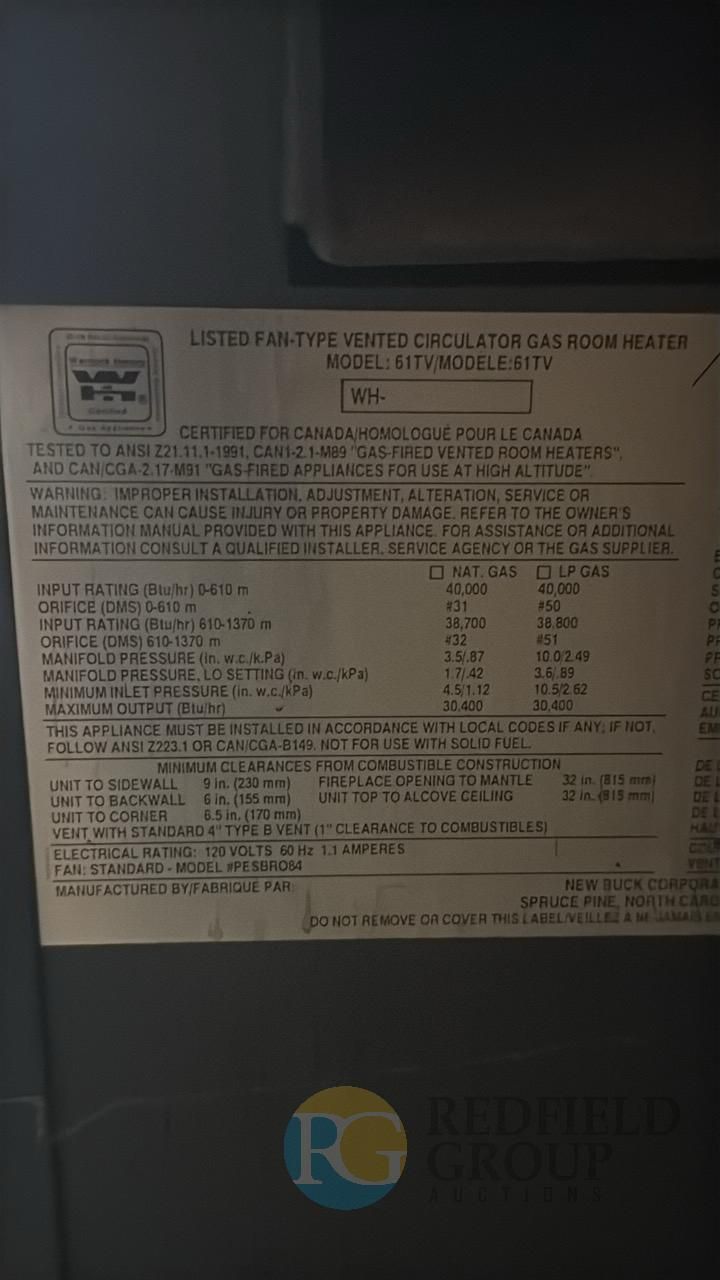 Warnock Hersey
WH
®
Certified
LISTED FAN-TYPE VENTED CIRCULATOR GAS ROOM HEATER
MODEL: 61TV/MODELE:61TV
WH-
CERTIFIED FOR CANADA/HOMOLOGUÉ POUR LE CANADA
TESTED TO ANSI Z21.11.1-1991, CAN1-2.1-M89 "GAS-FIRED VENTED ROOM HEATERS",
AND CAN/CGA-2.17-M91 "GAS-FIRED APPLIANCES FOR USE AT HIGH ALTITUDE".
WARNING: IMPROPER INSTALLATION, ADJUSTMENT, ALTERATION, SERVICE OR
MAINTENANCE CAN CAUSE INJURY OR PROPERTY DAMAGE. REFER TO THE OWNER'S
INFORMATION MANUAL PROVIDED WITH THIS APPLIANCE. FOR ASSISTANCE OR ADDITIONAL
INFORMATION CONSULT A QUALIFIED INSTALLER, SERVICE AGENCY OR THE GAS SUPPLIER.
☐ NAT. GAS ☐ LP GAS
INPUT RATING (Btu/hr) 0-610 m 40,000 40,000
ORIFICE (DMS) 0-610 m #31 #50
INPUT RATING (Btu/hr) 610-1370 m 38,700 38,800
ORIFICE (DMS) 610-1370 m #32 #51
MANIFOLD PRESSURE (in. w.c./k.Pa) 3.5/.87 10.0/2.49
MANIFOLD PRESSURE, LO SETTING (in. w.c./kPa) 1.7/.42 3.6/.89
MINIMUM INLET PRESSURE (in. w.c./kPa) 4.5/1.12 10.5/2.62
MAXIMUM OUTPUT (Btu/hr) 30,400 30,400
THIS APPLIANCE MUST BE INSTALLED IN ACCORDANCE WITH LOCAL CODES IF ANY; IF NOT,
FOLLOW ANSI Z223.1 OR CAN/CGA-B149. NOT FOR USE WITH SOLID FUEL.
MINIMUM CLEARANCES FROM COMBUSTIBLE CONSTRUCTION
UNIT TO SIDEWALL 9 in. (230 mm) FIREPLACE OPENING TO MANTLE 32 in. (815 mm)
UNIT TO BACKWALL 6 in. (155 mm) UNIT TOP TO ALCOVE CEILING 32 in. (815 mm)
UNIT TO CORNER 6.5 in. (170 mm)
VENT WITH STANDARD 4" TYPE B VENT (1" CLEARANCE TO COMBUSTIBLES)
ELECTRICAL RATING: 120 VOLTS 60 Hz 1.1 AMPERES
FAN: STANDARD - MODEL #PESBRO84
MANUFACTURED BY/FABRIQUE PAR NEW BUCK CORPORA
SPRUCE PINE, NORTH CARO
DO NOT REMOVE OR COVER THIS LABEL/VEILLEZ A NE JAMAIS
RG REDFIELD
GROUP
AUCTIONS